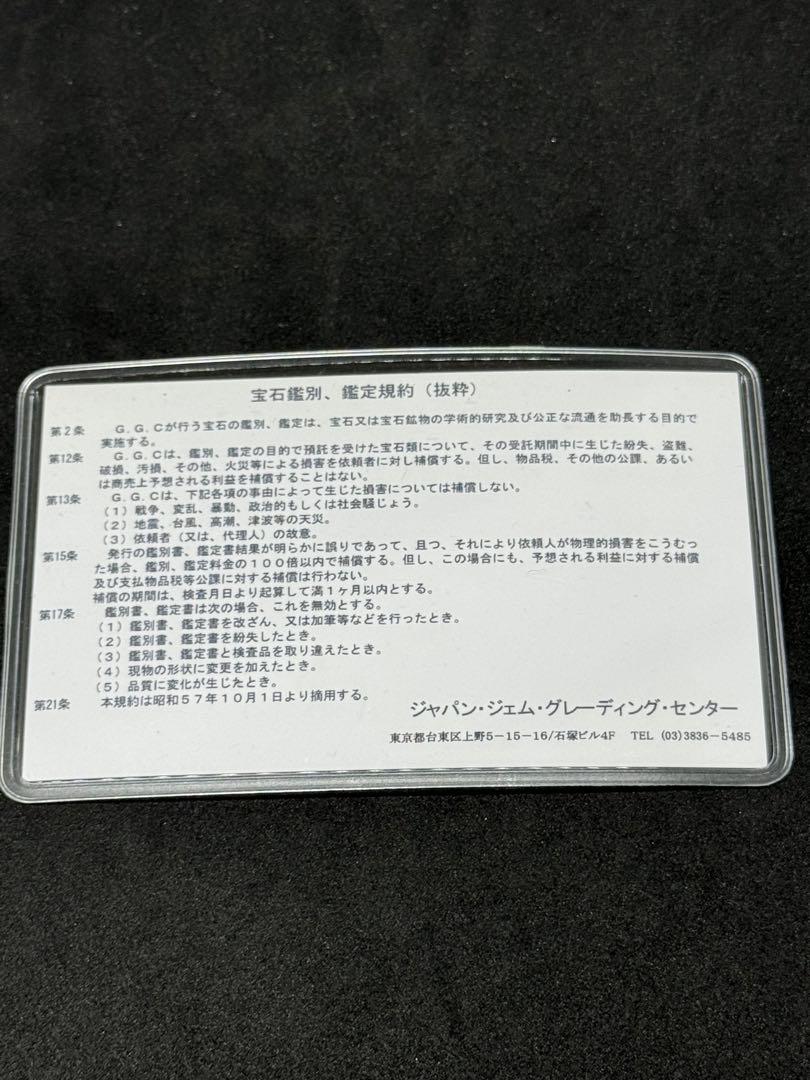 宝石鑑別、鑑定規約（抜粋）
第2条 G.G.Cが行う宝石の鑑別、鑑定は、宝石又は宝石鉱物の学術的研究及び公正な流通を助長する目的で
実施する。
第12条 G.G.Cは、鑑別、鑑定の目的で預託を受けた宝石類について、その受託期間中に生じた紛失、盗難、
破損、汚損、その他、火災等による損害を依頼者に対し補償する。但し、物品税、その他の公課、あるい
は商売上予想される利益を補償することはない。
第13条 G.G.Cは、下記各項の事由によって生じた損害については補償しない。
（1）戦争、変乱、暴動、政治的もしくは社会騒じょう。
（2）地震、台風、高潮、津波等の天災。
（3）依頼者（又は、代理人）の故意。
第15条 発行の鑑別書、鑑定書結果が明らかに誤りであって、且つ、それにより依頼人が物理的損害をこうむっ
た場合、鑑別、鑑定料金の100倍以内で補償する。但し、この場合にも、予想される利益に対する補償
及び支払物品税等公課に対する補償は行わない。
補償の期間は、検査月日より起算して満1ヶ月以内とする。
第17条 鑑別書、鑑定書は次の場合、これを無効とする。
（1）鑑別書、鑑定書を改ざん、又は加筆等などを行ったとき。
（2）鑑別書、鑑定書を紛失したとき。
（3）鑑別書、鑑定書と検査品を取り違えたとき。
（4）現物の形状に変更を加えたとき。
（5）品質に変化が生じたとき。
第21条 本規約は昭和57年10月1日より摘用する。
ジャパン・ジェム・グレーディング・センター
東京都台東区上野5－15－16/石塚ビル4F TEL (03)3836－5485